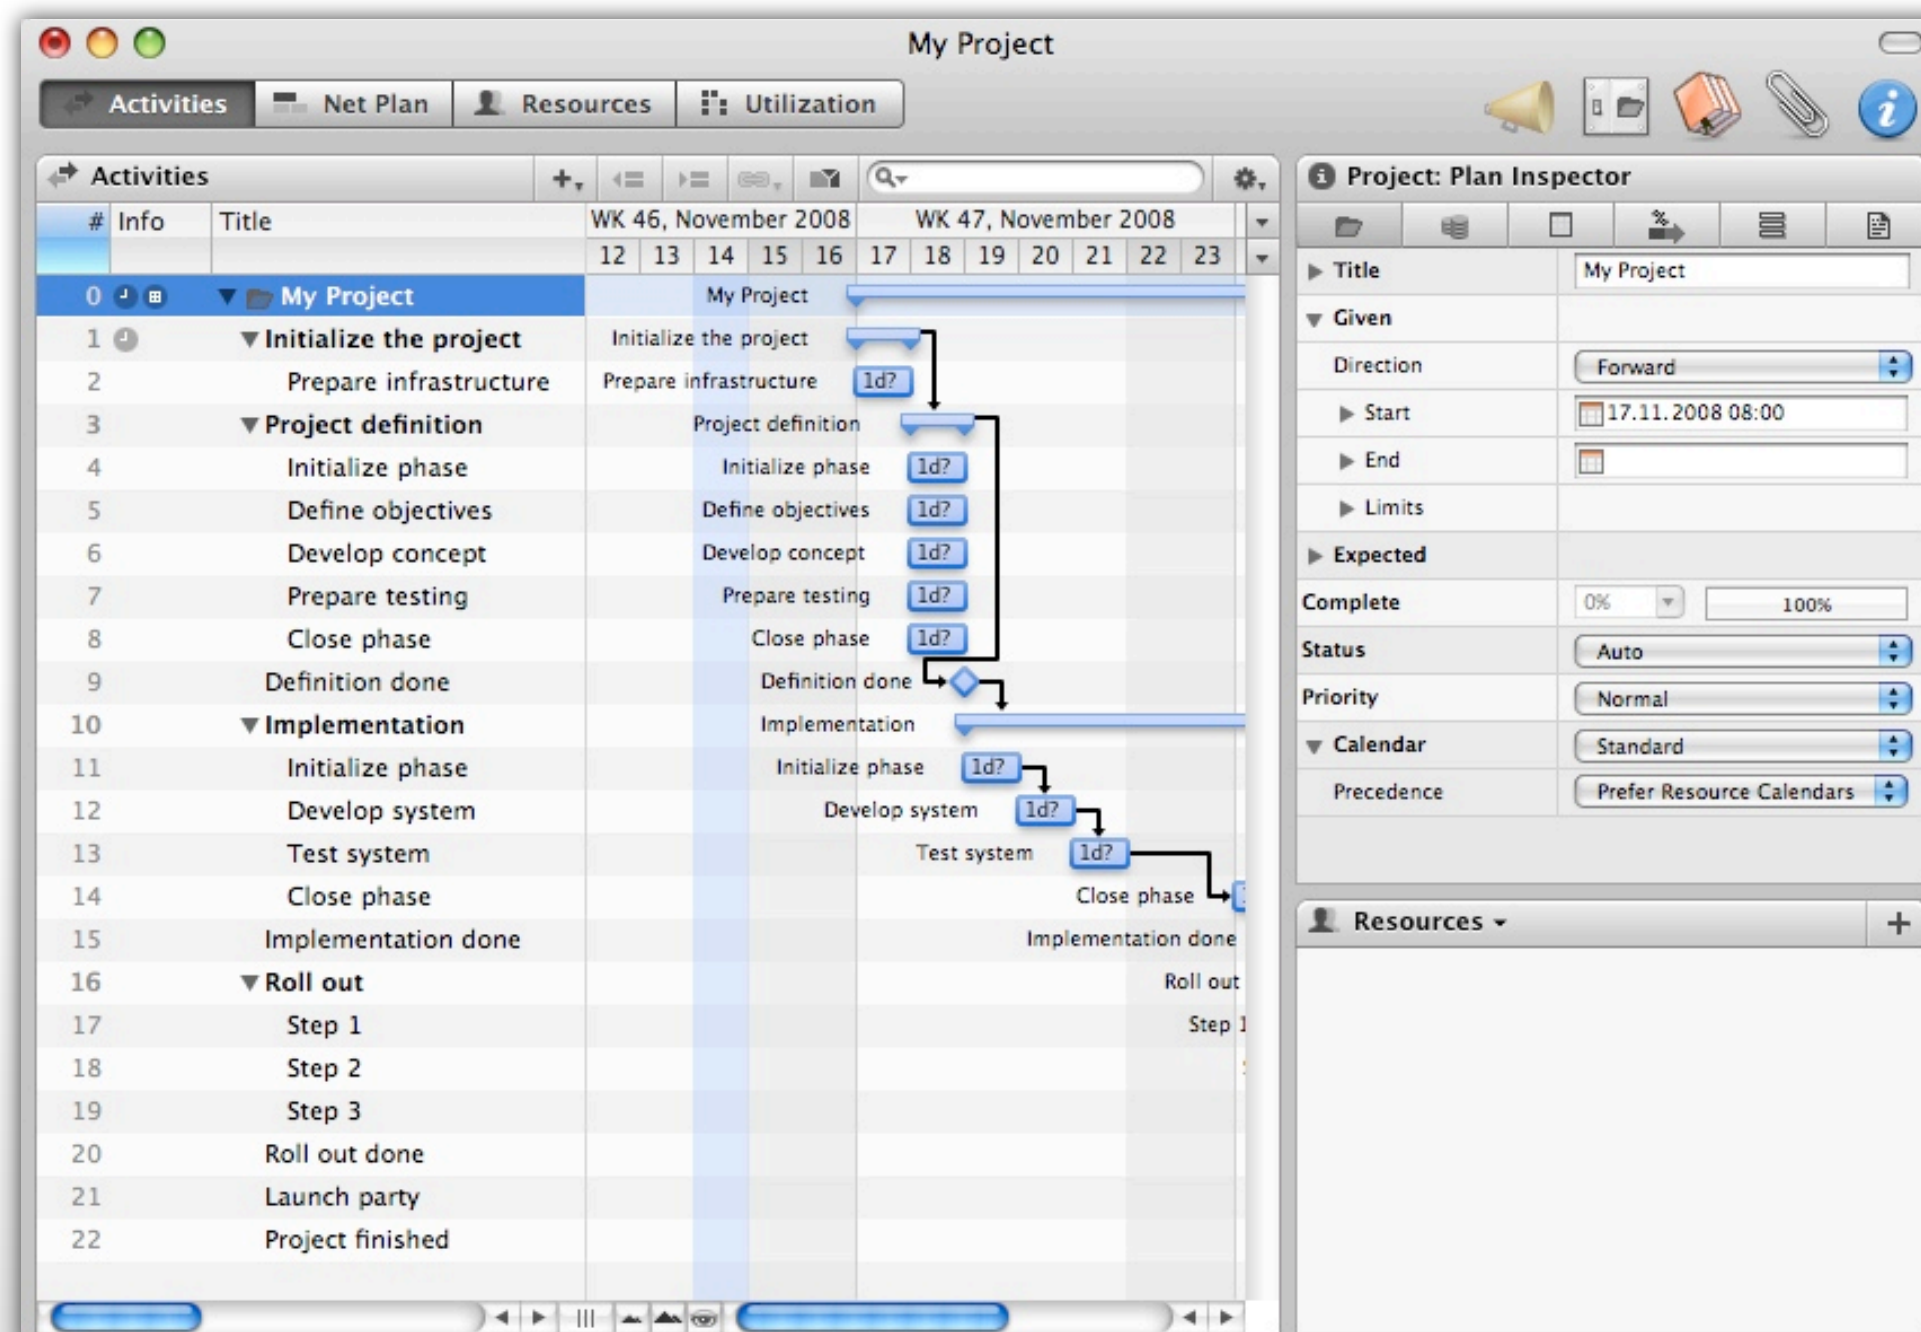 My Project
Activities Net Plan Resources Utilization
Activities
Project: Plan Inspector
# Info Title
WK 46, November 2008 WK 47, November 2008
12 13 14 15 16 17 18 19 20 21 22 23
0 My Project My Project
1 Initialize the project Initialize the project
2 Prepare infrastructure Prepare infrastructure 1d?
3 Project definition Project definition
4 Initialize phase Initialize phase 1d?
5 Define objectives Define objectives 1d?
6 Develop concept Develop concept 1d?
7 Prepare testing Prepare testing 1d?
8 Close phase Close phase 1d?
9 Definition done Definition done
10 Implementation Implementation
11 Initialize phase Initialize phase 1d?
12 Develop system Develop system 1d?
13 Test system Test system 1d?
14 Close phase Close phase
15 Implementation done Implementation done
16 Roll out Roll out
17 Step 1 Step 1
18 Step 2
19 Step 3
20 Roll out done
21 Launch party
22 Project finished
Title My Project
Given
Direction Forward
Start 17.11.2008 08:00
End
Limits
Expected
Complete 0% 100%
Status Auto
Priority Normal
Calendar Standard
Precedence Prefer Resource Calendars
Resources